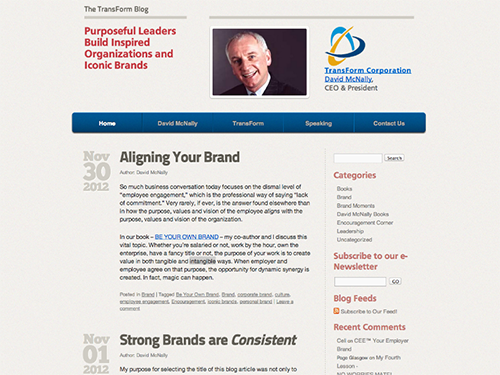 The TransForm Blog
Purposeful Leaders
Build Inspired
Organizations and
Iconic Brands
TransForm Corporation
David McNally,
CEO & President
Home David McNally TransForm Speaking Contact Us
Nov
30
2012
Aligning Your Brand
Author: David McNally
So much business conversation today focuses on the dismal level of
"employee engagement," which is the professional way of saying "lack
of commitment." Very rarely, if ever, is the answer found elsewhere than
in how the purpose, values and vision of the employee aligns with the
purpose, values and vision of the organization.
In our book – BE YOUR OWN BRAND – my co-author and I discuss this
vital topic. Whether you're salaried or not, work by the hour, own the
enterprise, have a fancy title or not, the purpose of your work is to create
value in both tangible and intangible ways. When employer and
employee agree on that purpose, the opportunity for dynamic synergy is
created. In fact, magic can happen.
Posted in Brand | Tagged Be Your Own Brand, Brand, corporate brand, culture,
employee engagement, Encouragement, iconic brands, personal brand | Leave a
comment
Nov
01
2012
Strong Brands are Consistent
Author: David McNally
My purpose for selecting the title of this blog article was not only to
Search
Categories
Books
Brand
Brand Moments
David McNally Books
Encouragement Corner
Leadership
Uncategorized
Subscribe to our e-
Newsletter
GO
Blog Feeds
Subscribe to Our Feed!
Recent Comments
Cell on CEE™ Your Employer
Brand
Page Glasgow on My Fourth
Lesson -
NO WORRIES MATE!